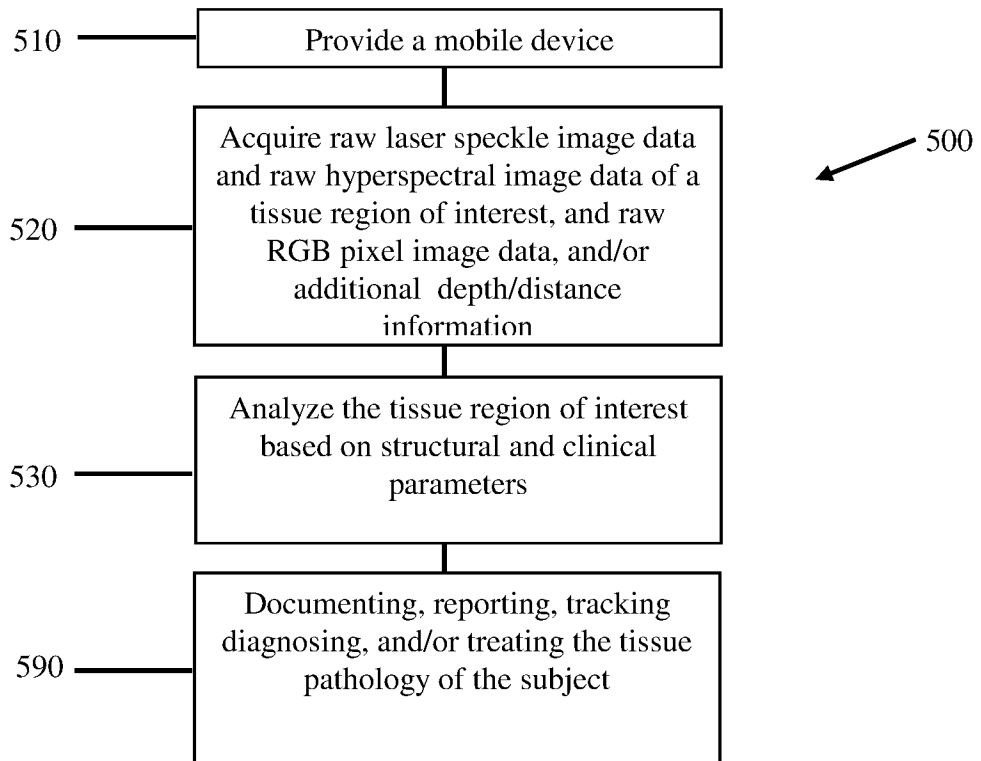 510
Provide a mobile device
Acquire raw laser speckle image data
and raw hyperspectral image data of a
tissue region of interest, and raw
RGB pixel image data, and/or
additional depth/distance
information
500
520
Analyze the tissue region of interest
based on structural and clinical
parameters
530
Documenting, reporting, tracking
diagnosing, and/or treating the tissue
pathology of the subject
590